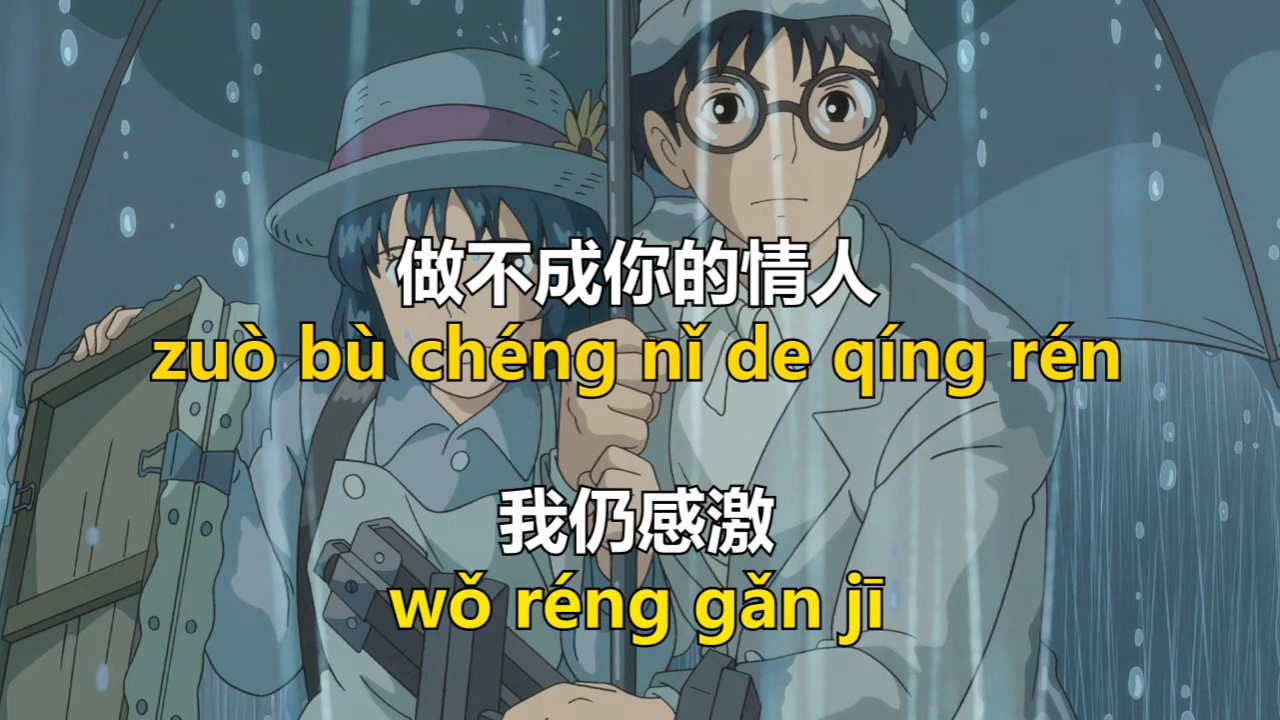 做不成你的情人
zuò bù chéng nǐ de qíng rén
我仍感激
wǒ réng gǎn jī